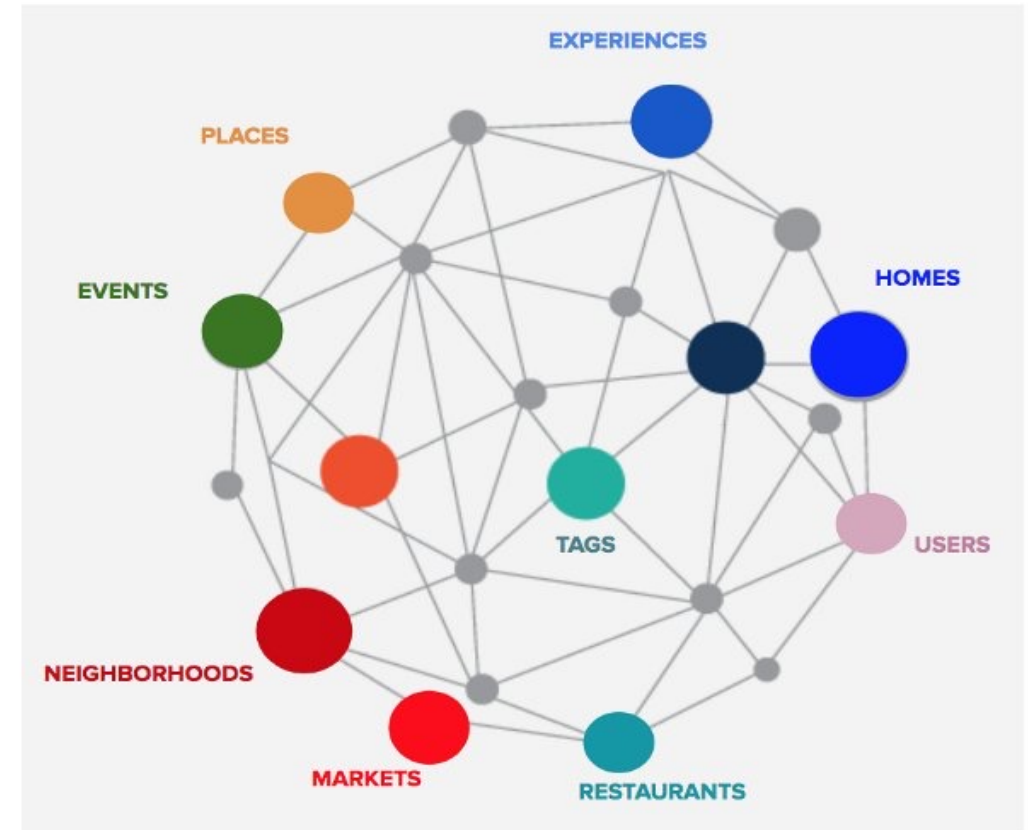 EXPERIENCES
PLACES
HOMES
EVENTS
TAGS
USERS
NEIGHBORHOODS
MARKETS
RESTAURANTS